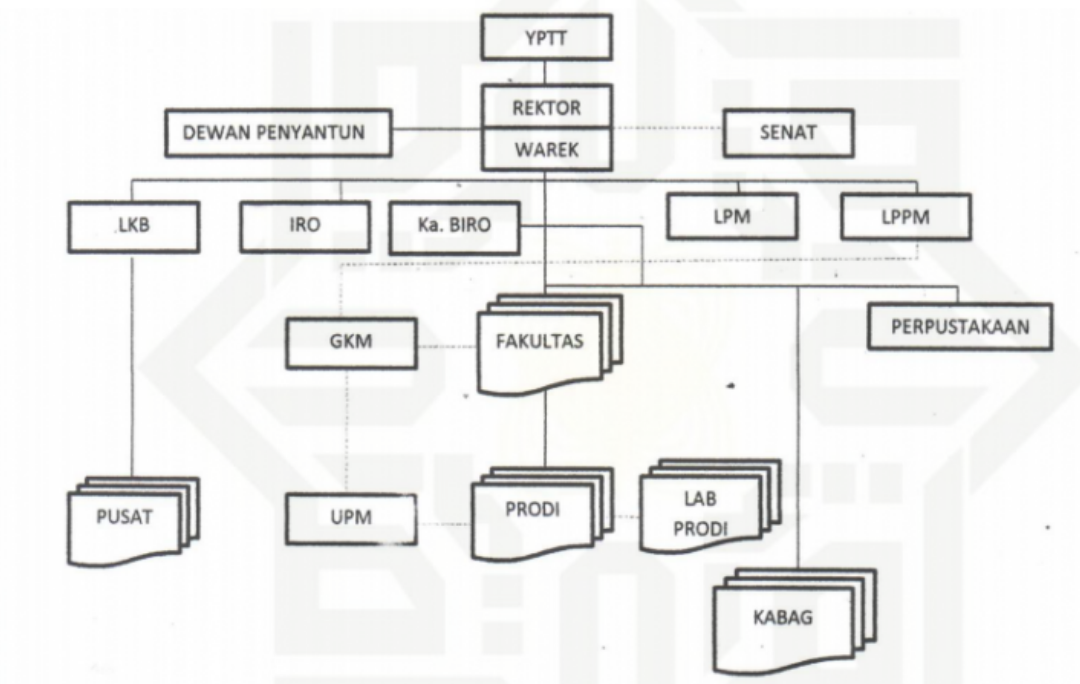 YPTT
REKTOR
DEWAN PENYANTUN
SENAT
WAREK
LKB
IRO
Ka. BIRO
LPM
LPPM
GKM
FAKULTAS
PERPUSTAKAAN
PUSAT
UPM
PRODI
LAB
PRODI
KABAG